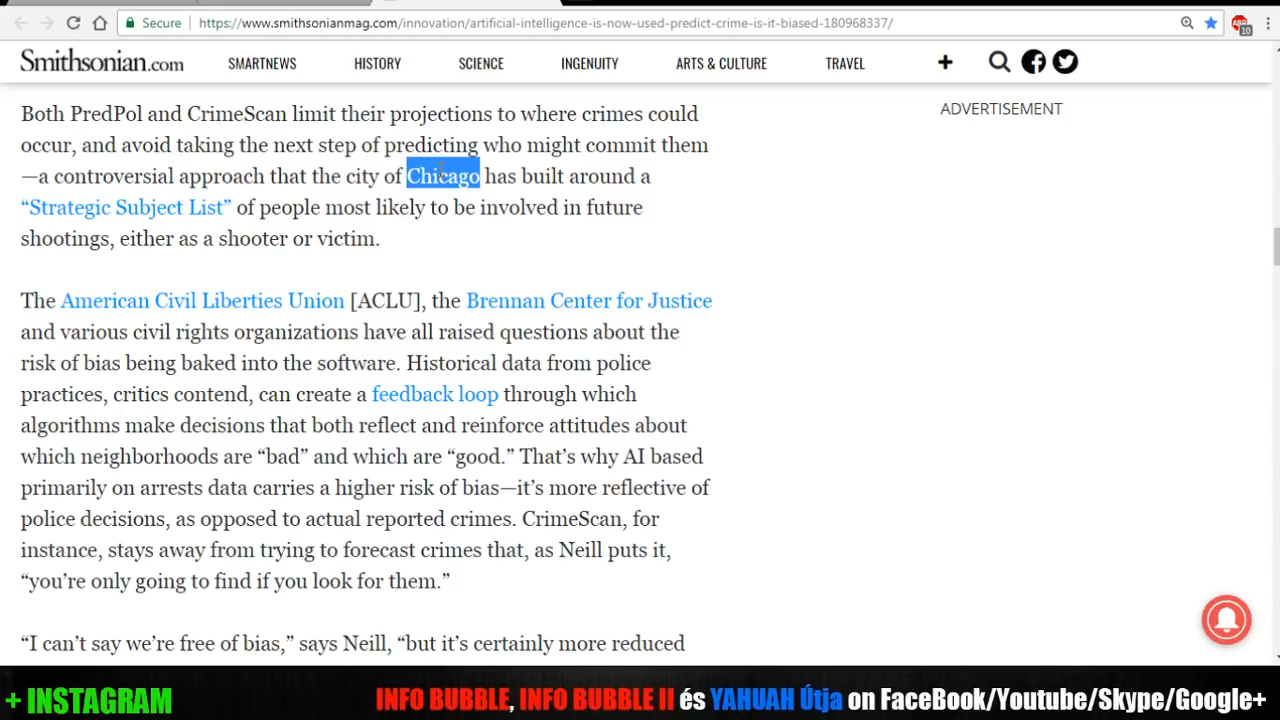 Secure https://www.smithsonianmag.com/innovation/artificial-intelligence-is-now-used-predict-crime-is-it-biased-180968337/
ABP
10
Smithsonian.com SMARTNEWS HISTORY SCIENCE INGENUITY ARTS & CULTURE TRAVEL +
Both PredPol and CrimeScan limit their projections to where crimes could
occur, and avoid taking the next step of predicting who might commit them
—a controversial approach that the city of Chicago has built around a
“Strategic Subject List” of people most likely to be involved in future
shootings, either as a shooter or victim.
ADVERTISEMENT
The American Civil Liberties Union [ACLU], the Brennan Center for Justice
and various civil rights organizations have all raised questions about the
risk of bias being baked into the software. Historical data from police
practices, critics contend, can create a feedback loop through which
algorithms make decisions that both reflect and reinforce attitudes about
which neighborhoods are “bad” and which are “good.” That’s why AI based
primarily on arrests data carries a higher risk of bias—it’s more reflective of
police decisions, as opposed to actual reported crimes. CrimeScan, for
instance, stays away from trying to forecast crimes that, as Neill puts it,
“you’re only going to find if you look for them.”
“I can’t say we’re free of bias,” says Neill, “but it’s certainly more reduced
+ INSTAGRAM INFO BUBBLE, INFO BUBBLE II és YAHUAH Útja on FaceBook/Youtube/Skype/Google+